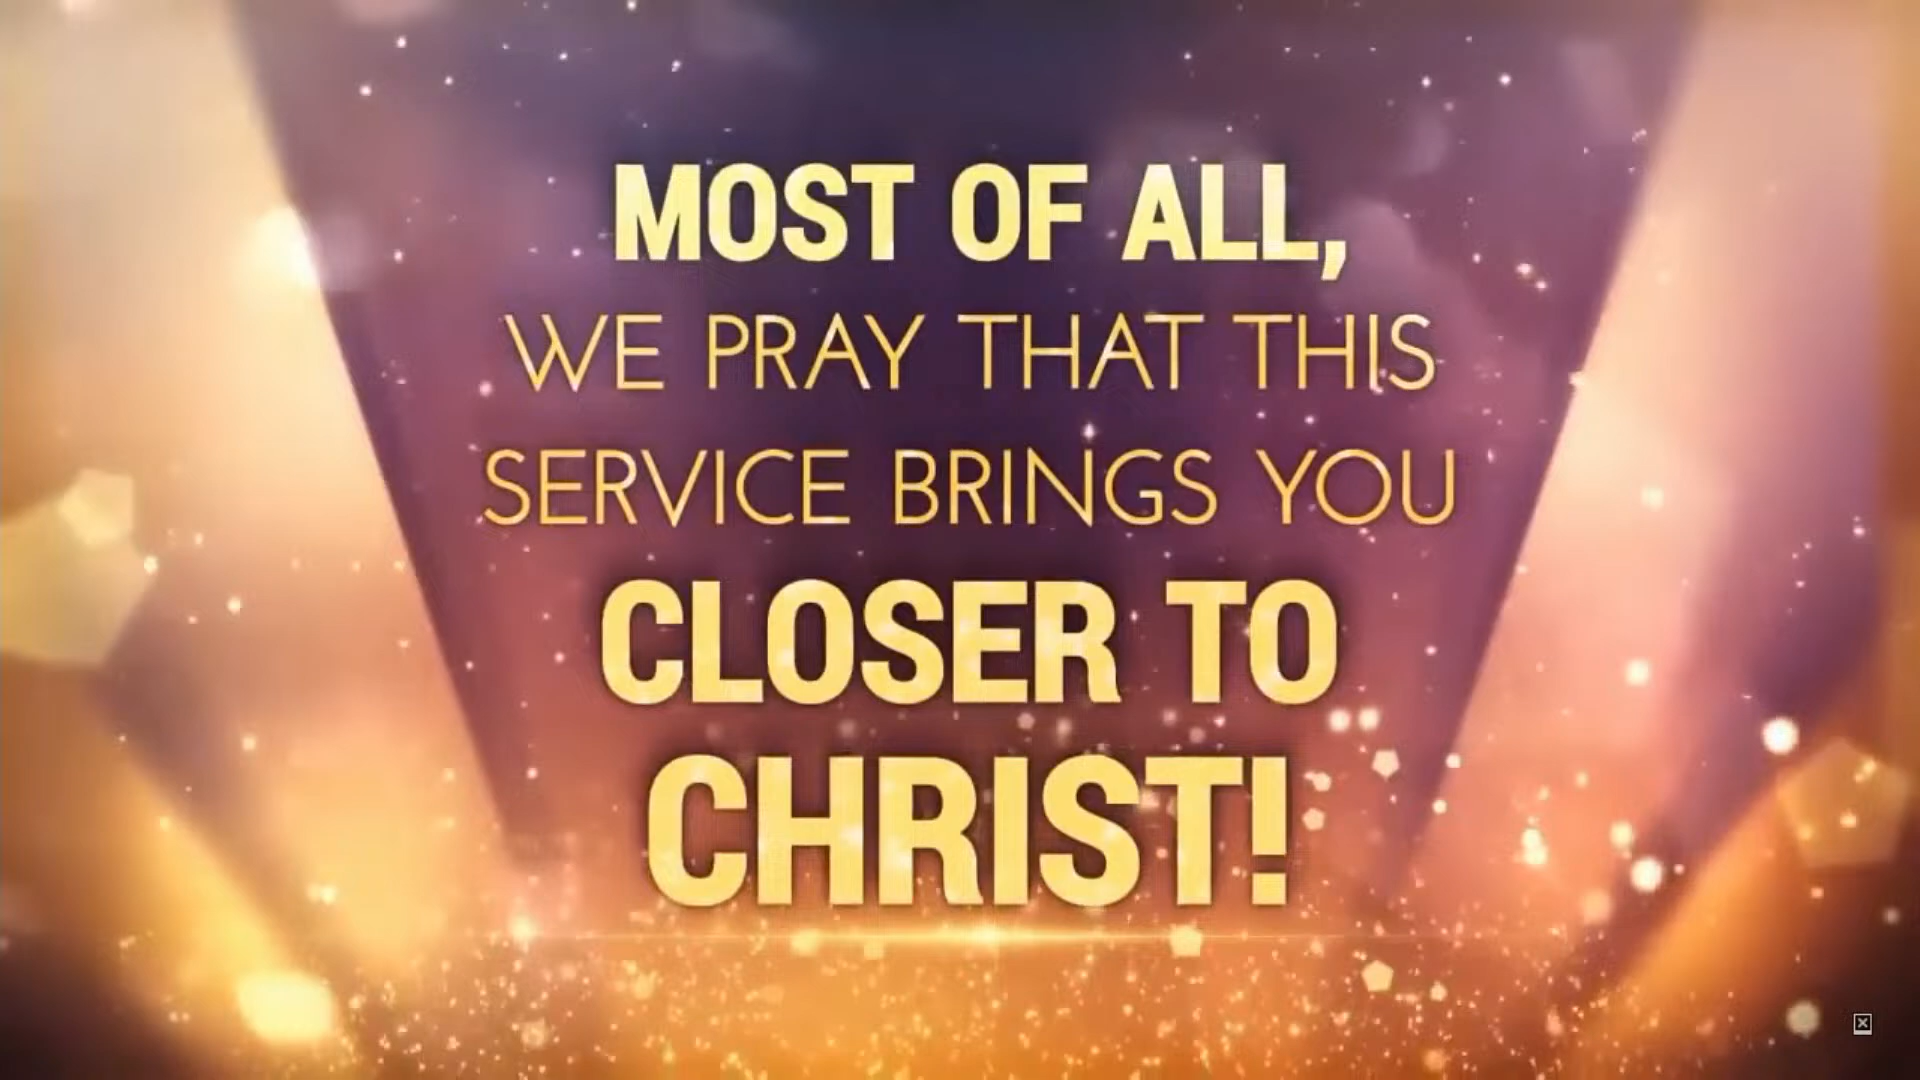 MOST OF ALL,
WE PRAY THAT THIS
SERVICE BRINGS YOU
CLOSER TO
CHRIST!